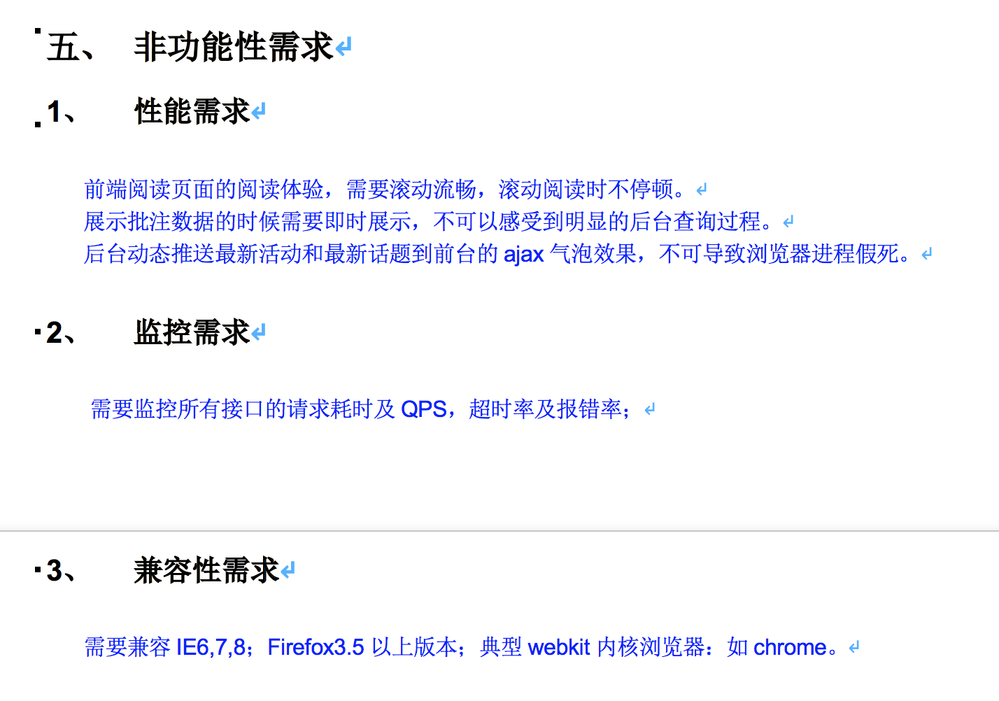 五、 非功能性需求
1、 性能需求
前端阅读页面的阅读体验，需要滚动流畅，滚动阅读时不停顿。
展示批注数据的时候需要即时展示，不可以感受到明显的后台查询过程。
后台动态推送最新活动和最新话题到前台的 ajax 气泡效果，不可导致浏览器进程假死。
2、 监控需求
需要监控所有接口的请求耗时及 QPS，超时率及报错率；
3、 兼容性需求
需要兼容 IE6,7,8；Firefox3.5 以上版本；典型 webkit 内核浏览器：如 chrome。